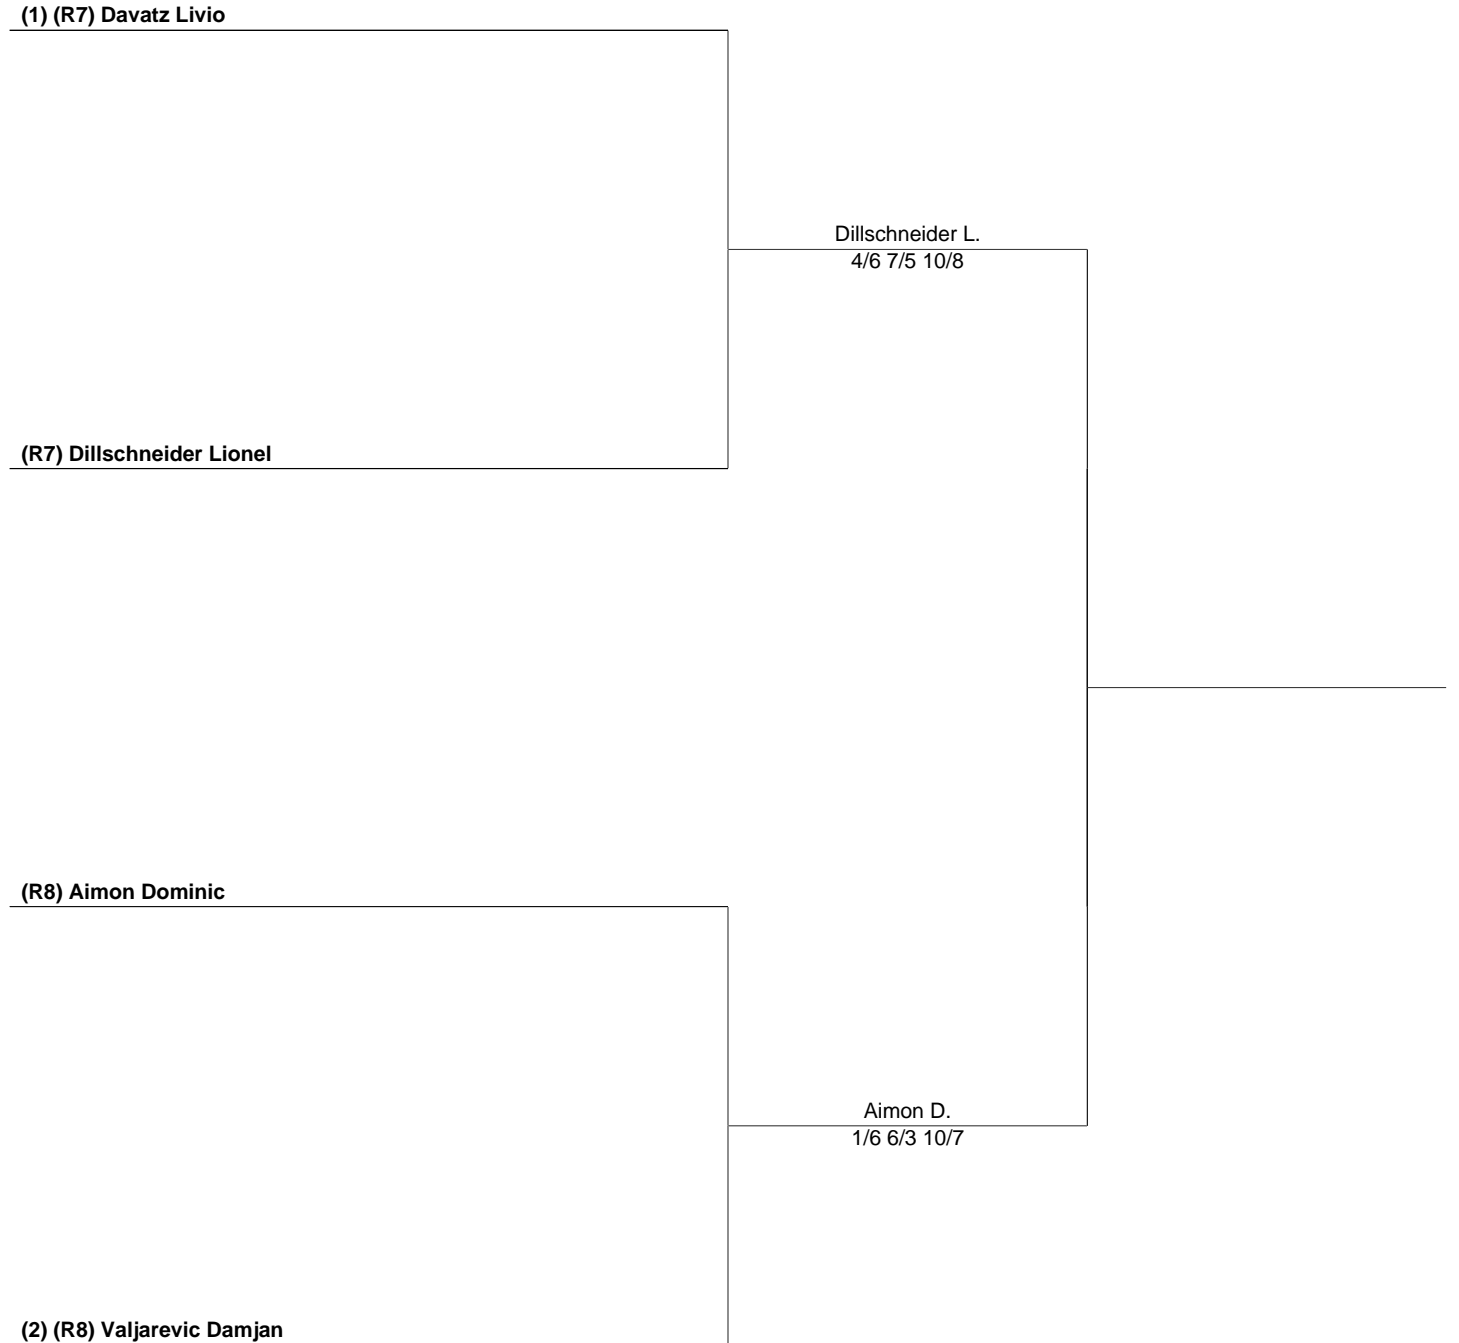 (1) (R7) Davatz Livio
Dillschneider L.
4/6 7/5 10/8
(R7) Dillschneider Lionel
(R8) Aimon Dominic
Aimon D.
1/6 6/3 10/7
(2) (R8) Valjarevic Damjan